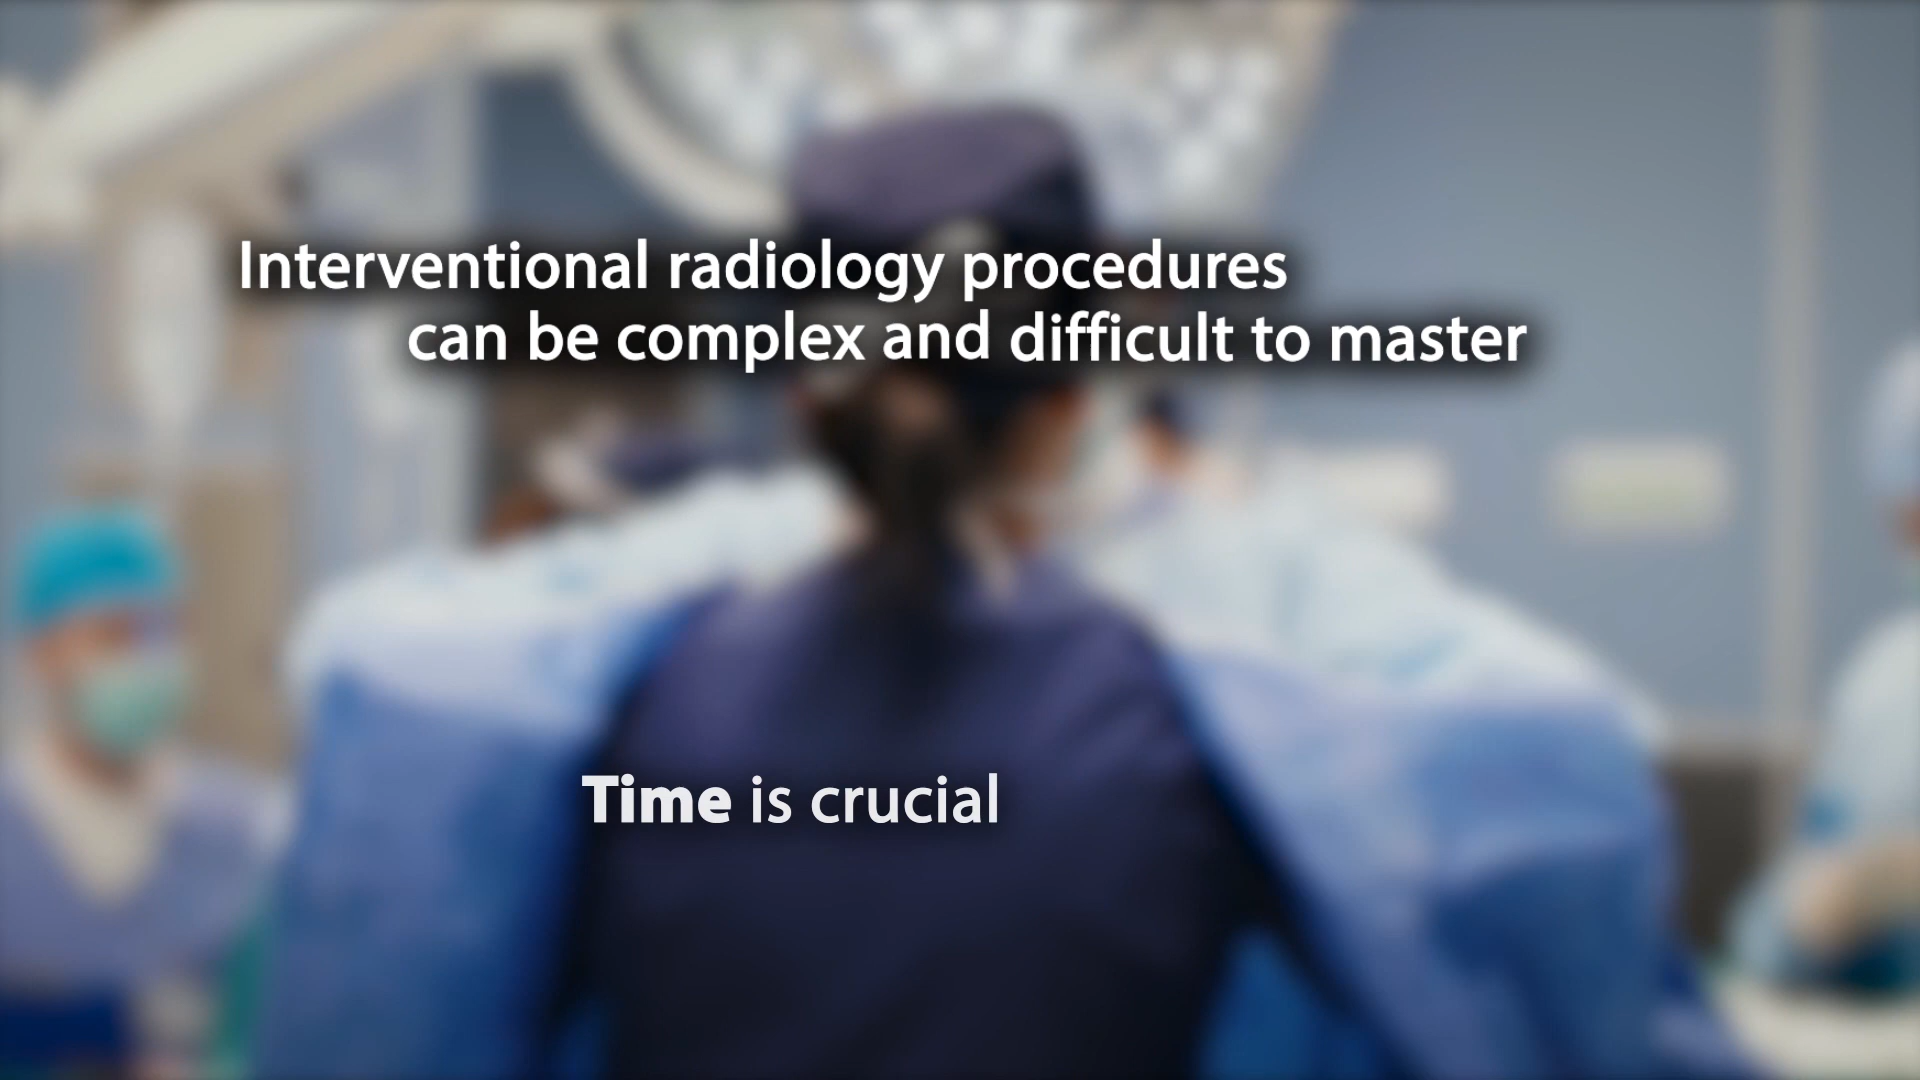 Interventional radiology procedures
can be complex and difficult to master
Time is crucial